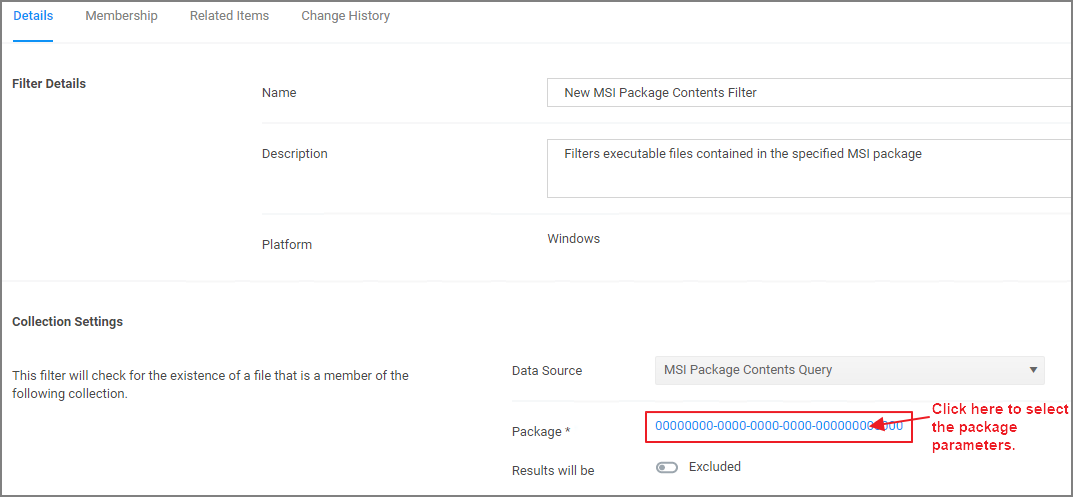 Details Membership Related Items Change History
Filter Details
Name New MSI Package Contents Filter
Description Filters executable files contained in the specified MSI package
Platform Windows
Collection Settings
This filter will check for the existence of a file that is a member of the
following collection.
Data Source MSI Package Contents Query
Package * 00000000-0000-0000-0000-000000000000
Click here to select
the package
parameters.
Results will be Excluded